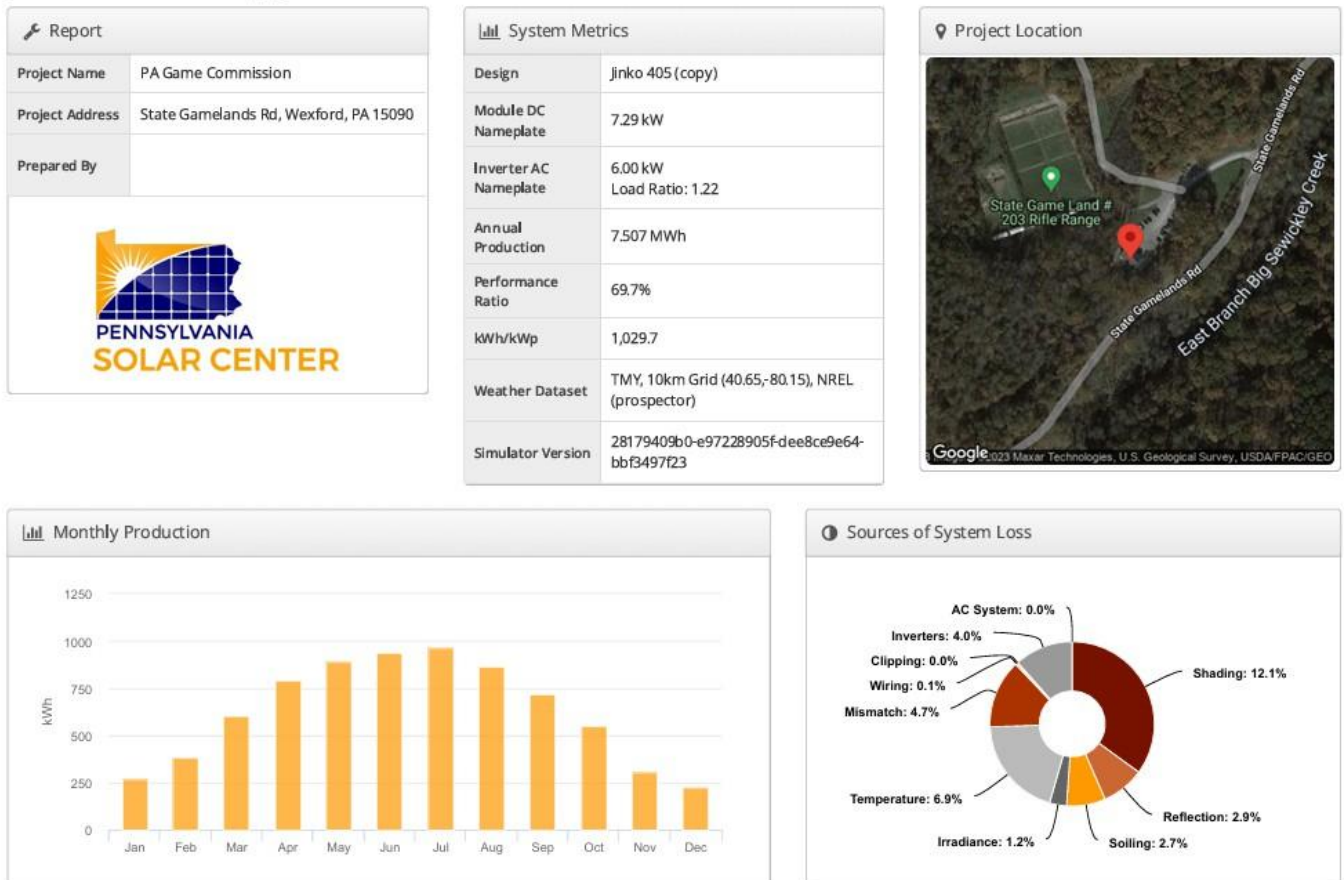 Report
Project Name PA Game Commission
Project Address State Gamelands Rd, Wexford, PA 15090
Prepared By
PENNSYLVANIA
SOLAR CENTER
System Metrics
Design Jinko 405 (copy)
Module DC
Nameplate
7.29 kW
Inverter AC
Nameplate
6.00 kW
Load Ratio: 1.22
Annual
Production
7.507 MWh
Performance
Ratio
69.7%
kWh/kWp 1,029.7
Weather Dataset
TMY, 10km Grid (40.65,-80.15), NREL
(prospector)
Simulator Version
28179409b0-e97228905f-dee8ce9e64-
bbf3497f23
Project Location
State Gamelands Rd
State Game Land #
203 Rifle Range
State Gamelands Rd
East Branch Big Sewickley Creek
Google
2023 Maxar Technologies, U.S. Geological Survey, USDA/FPAC/GEO
Monthly Production
kWh
1250
1000
750
500
250
0
Jan Feb Mar Apr May Jun Jul Aug Sep Oct Nov Dec
Sources of System Loss
AC System: 0.0%
Inverters: 4.0%
Clipping: 0.0%
Wiring: 0.1%
Mismatch: 4.7%
Temperature: 6.9%
Irradiance: 1.2%
Soiling: 2.7%
Reflection: 2.9%
Shading: 12.1%